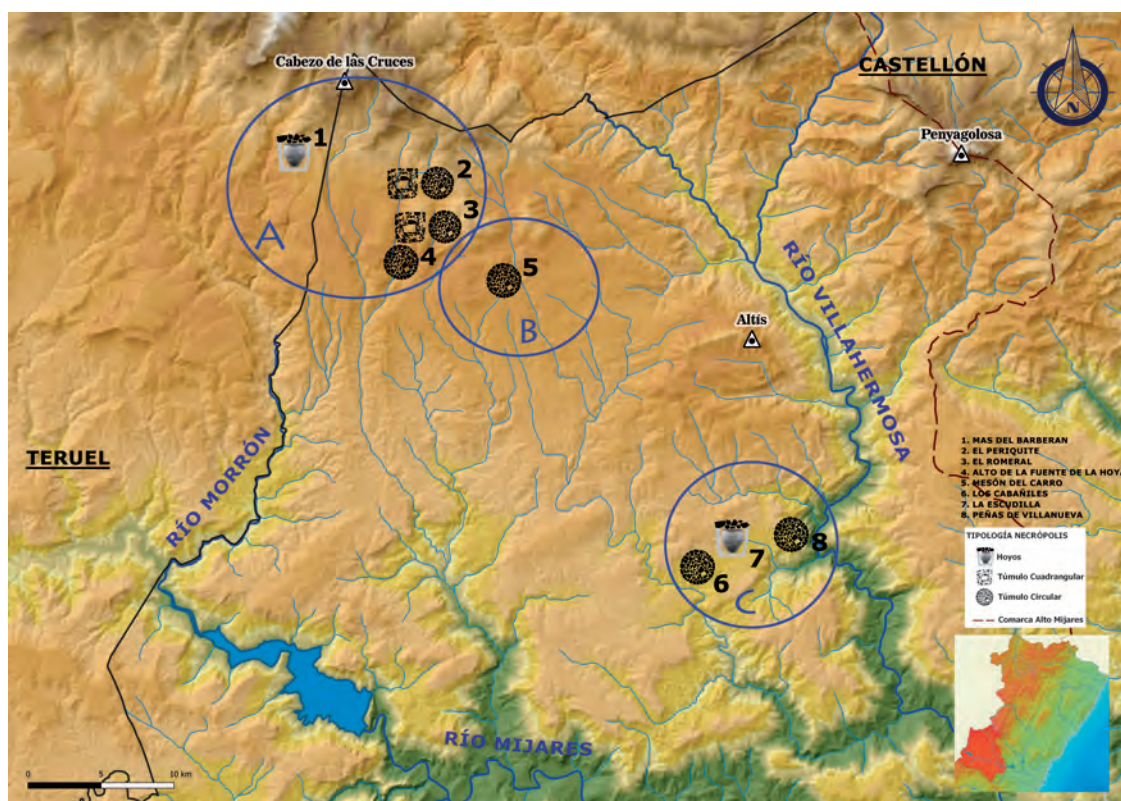 Cabezo de las Cruces
CASTELLÓN
N
Penyagolosa
1
2
3
A
4
5
B
Altís
RÍO VILLAHERMOSA
TERUEL
RÍO MORRÓN
1. MAS DEL BARBERAN
2. EL PERIQUITE
3. EL ROMERAL
4. ALTO DE LA FUENTE DE LA HOYA
5. MESÓN DEL CARRO
6. LOS CABAÑILES
7. LA ESCUDILLA
8. PEÑAS DE VILLANUEVA
6
7
8
C
TIPOLOGÍA NECRÓPOLIS
Hoyos
Túmulo Cuadrangular
Túmulo Circular
Comarca Alto Mijares
RÍO MIJARES
0 5 10 km